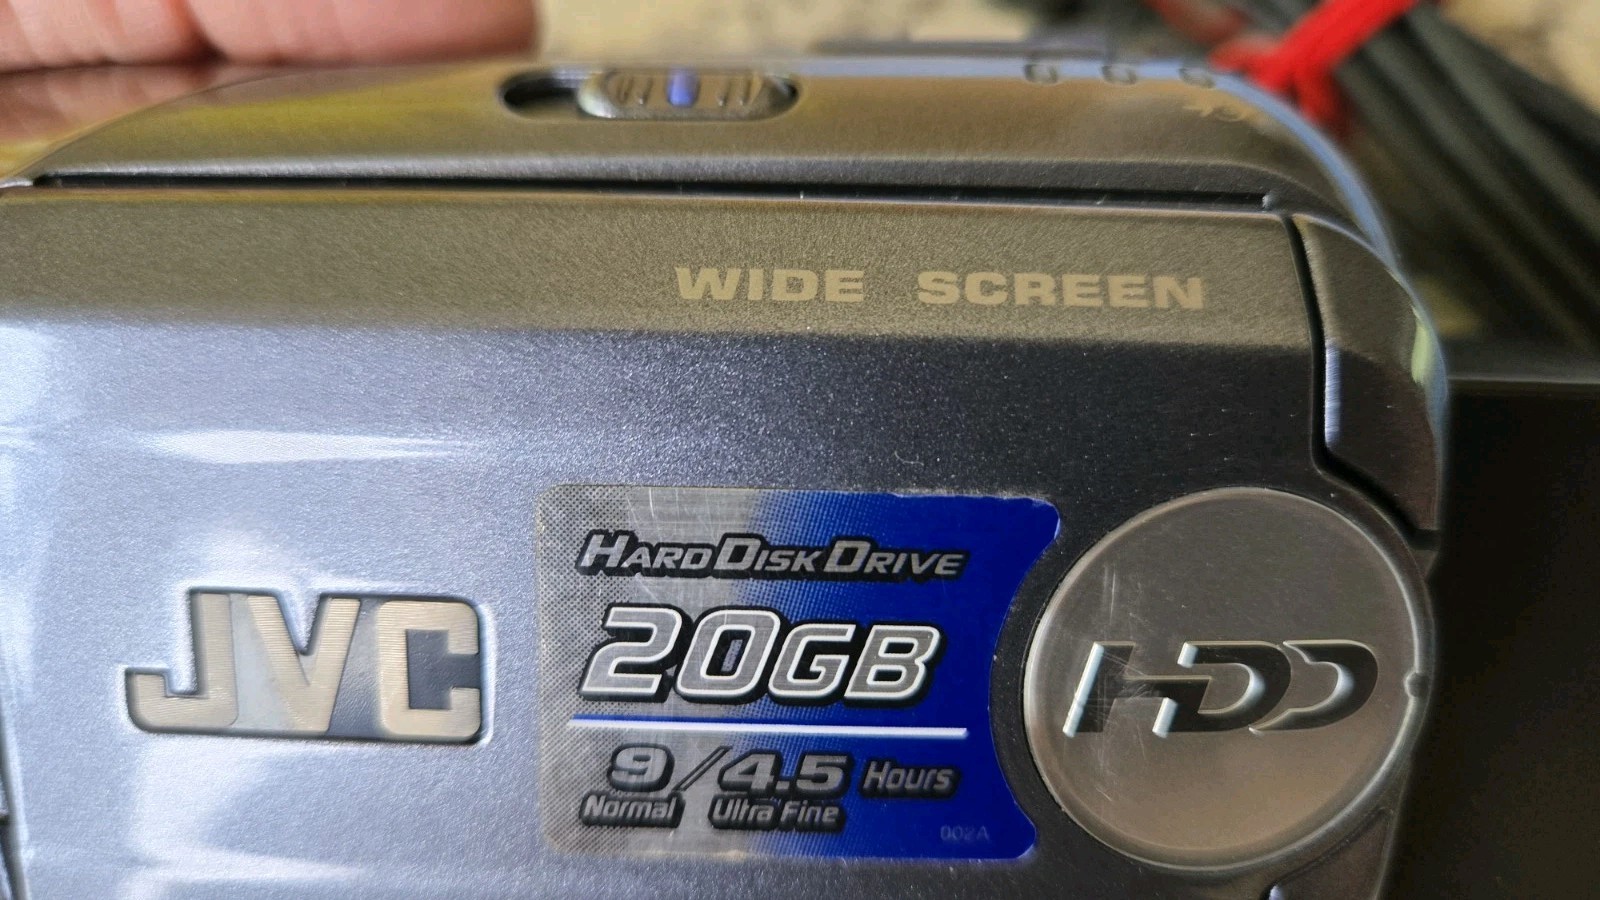 WIDE SCREEN
HARD DISK DRIVE
20GB
JVC
HDD
9/4.5 Hours
Normal Ultra Fine
002A